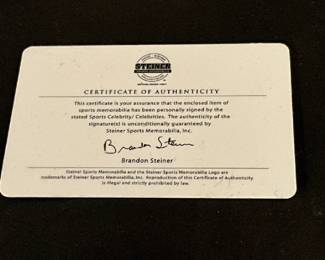 STEINER
CERTIFICATE OF AUTHENTICITY
This certificate is your assurance that the enclosed item of
sports memorabilia has been personally signed by the
stated Sports Celebrity/ Celebrities. The authenticity of
the signature(s) is unconditionally guaranteed by
Steiner Sports Memorabilia, Inc.
Brandon Steiner
Steiner Sports Memorabilia and the Steiner Sports Memorabilia Logo are
trademarks of Steiner Sports Memorabilia, Inc. Reproduction of this Certificate of Authenticity
is illegal and strictly prohibited by law.